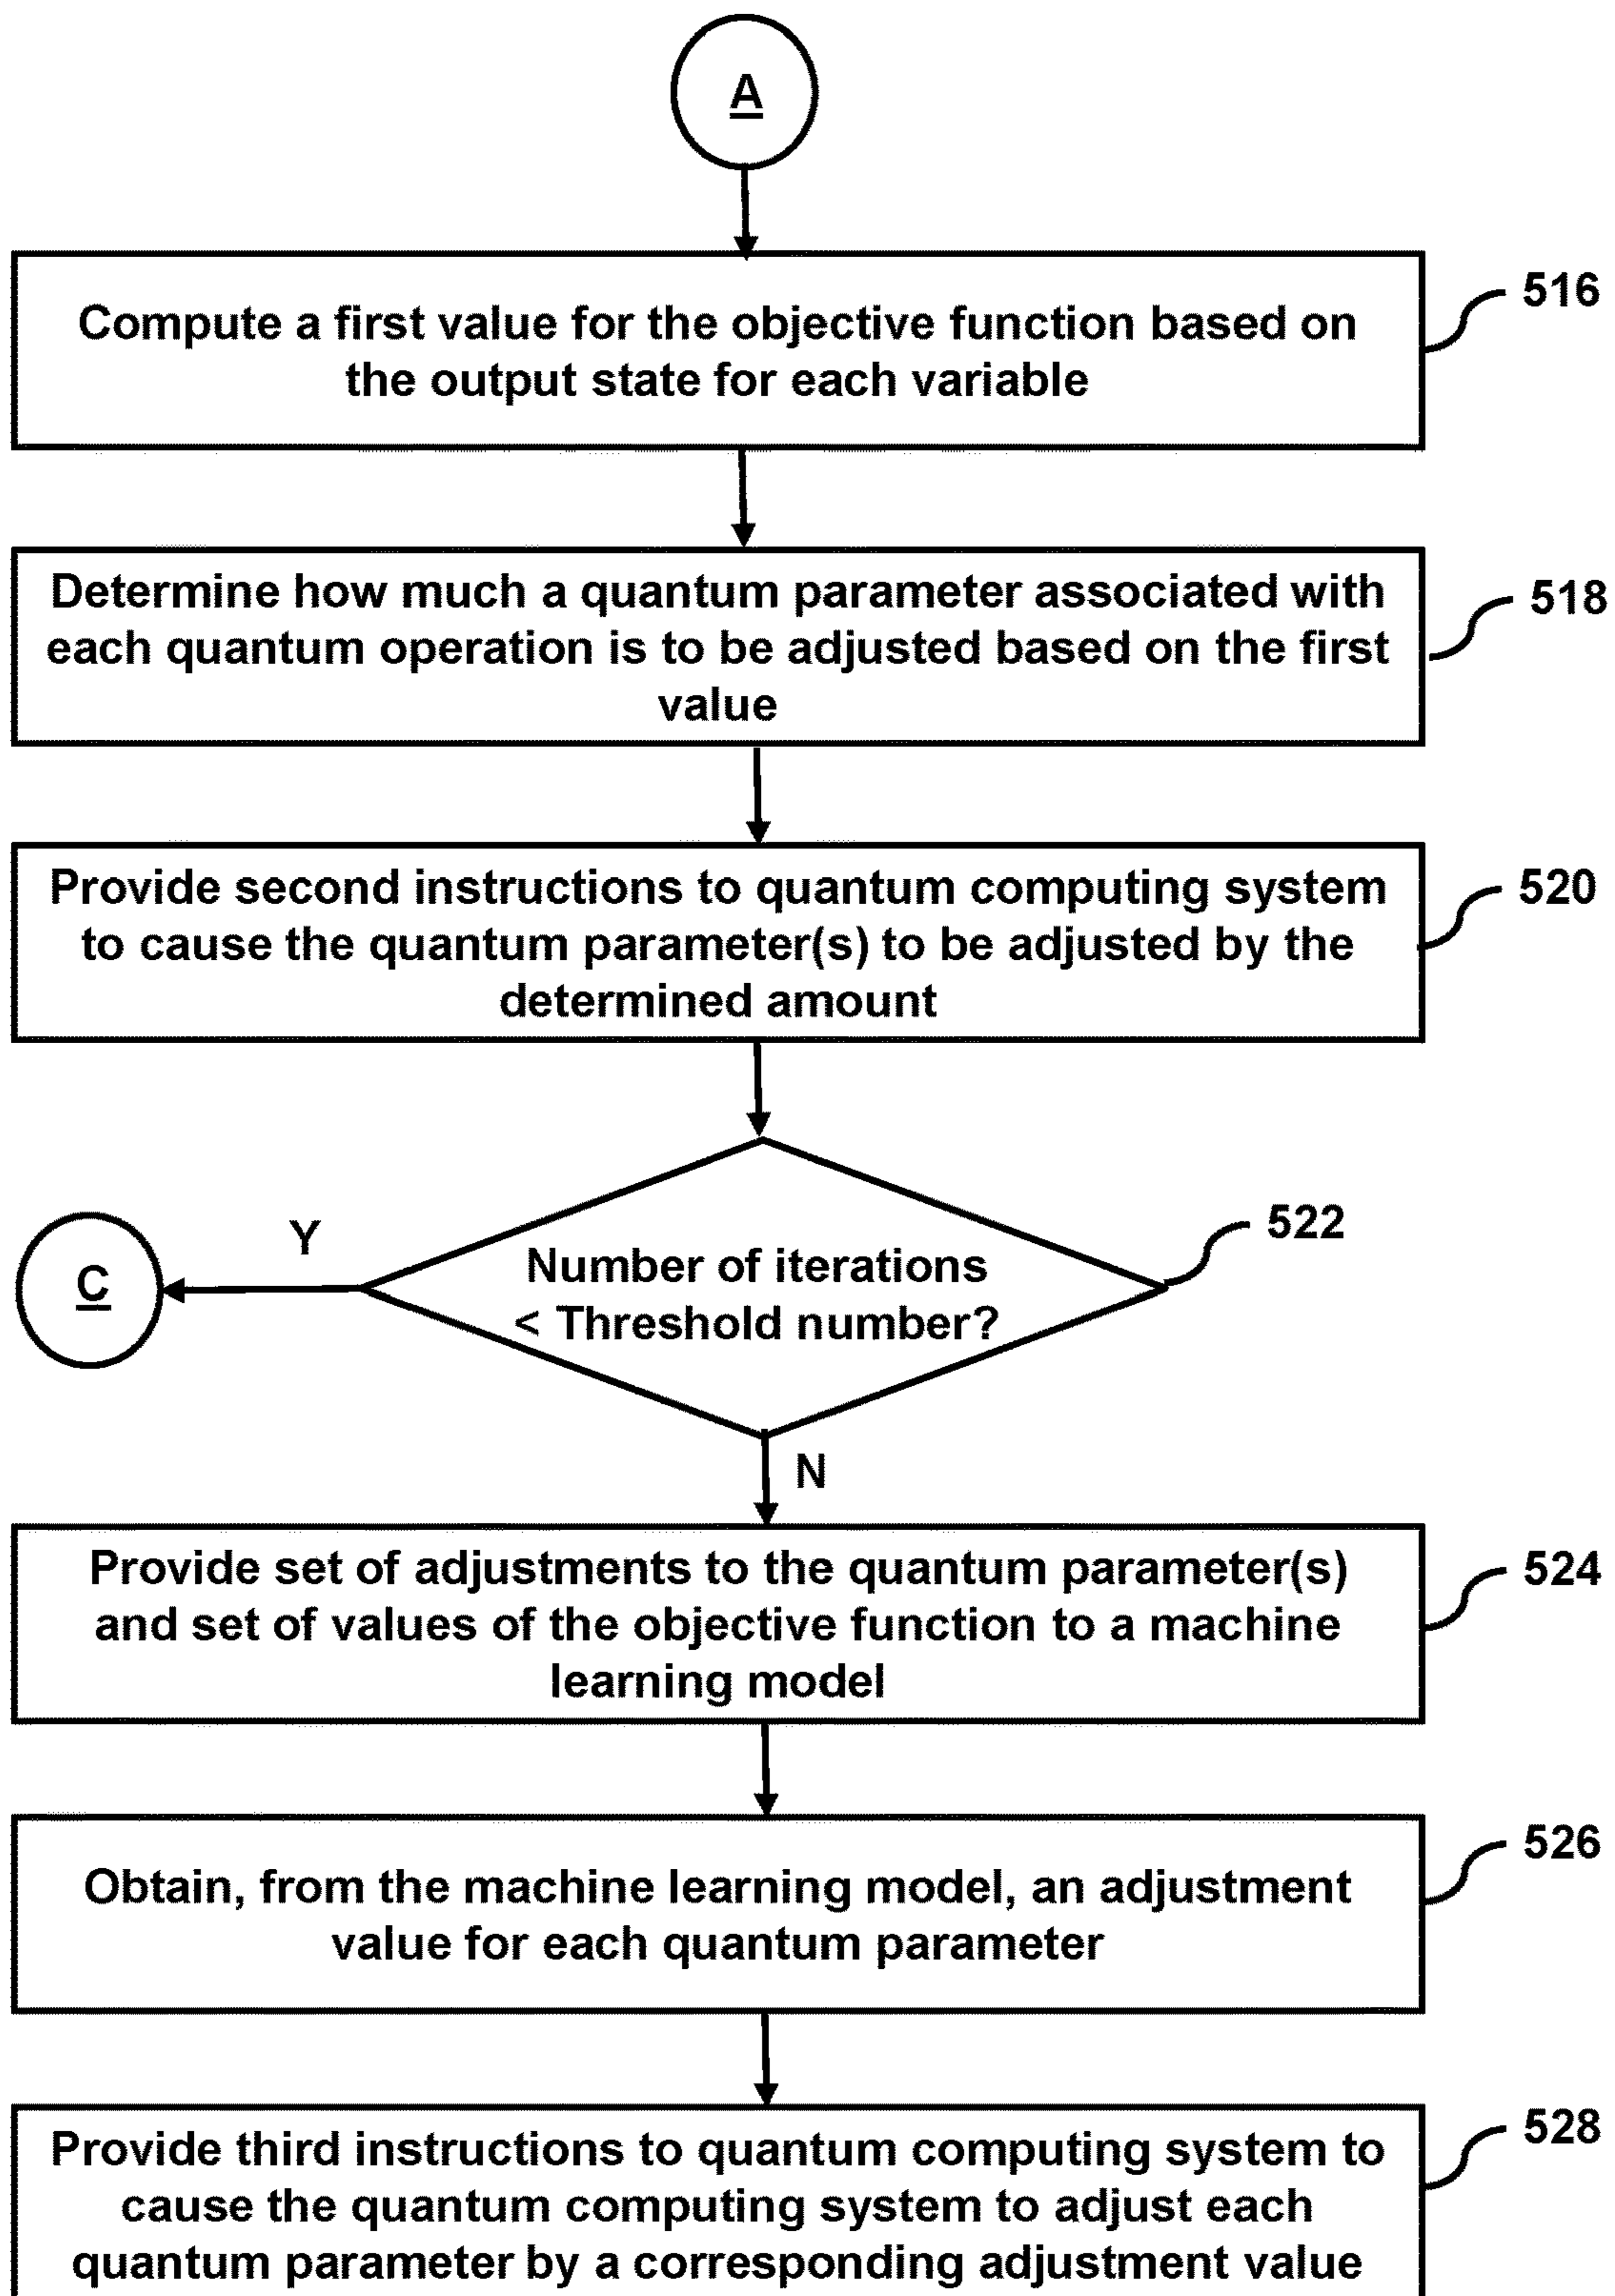 A
Compute a first value for the objective function based on
the output state for each variable
516
Determine how much a quantum parameter associated with
each quantum operation is to be adjusted based on the first
value
518
Provide second instructions to quantum computing system
to cause the quantum parameter(s) to be adjusted by the
determined amount
520
Number of iterations
< Threshold number?
522
Y
C
N
Provide set of adjustments to the quantum parameter(s)
and set of values of the objective function to a machine
learning model
524
Obtain, from the machine learning model, an adjustment
value for each quantum parameter
526
Provide third instructions to quantum computing system to
cause the quantum computing system to adjust each
quantum parameter by a corresponding adjustment value
528